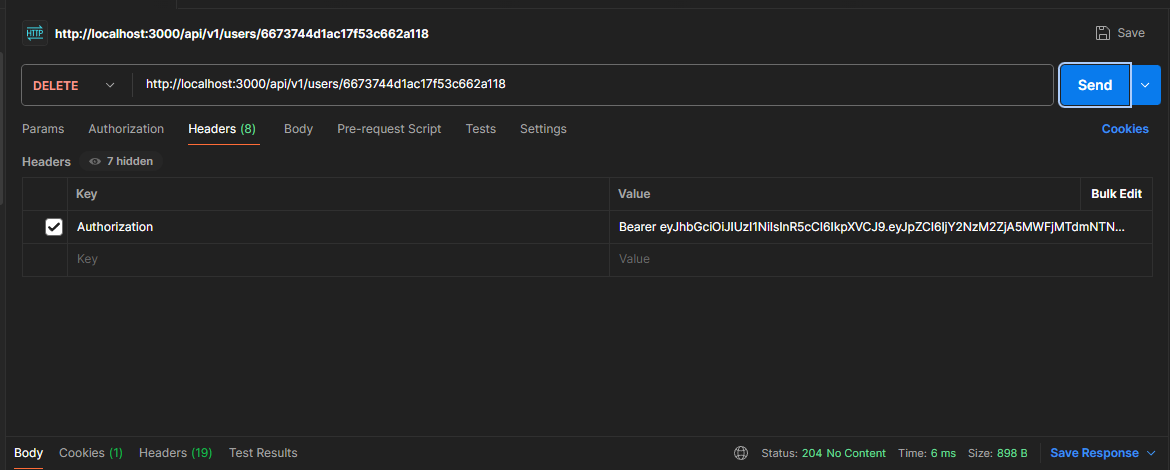 HTTP http://localhost:3000/api/v1/users/6673744d1ac17f53c662a118 Save
DELETE http://localhost:3000/api/v1/users/6673744d1ac17f53c662a118 Send
Params Authorization Headers (8) Body Pre-request Script Tests Settings Cookies
Headers 7 hidden
Key Value Bulk Edit
Authorization Bearer eyJhbGciOiJIUzI1NiIsInR5cCI6IkpXVCJ9.eyJpZCI6IjY2NzM2ZjA5MWFjMTdmNTN...
Key Value
Body Cookies (1) Headers (19) Test Results Status: 204 No Content Time: 6 ms Size: 898 B Save Response